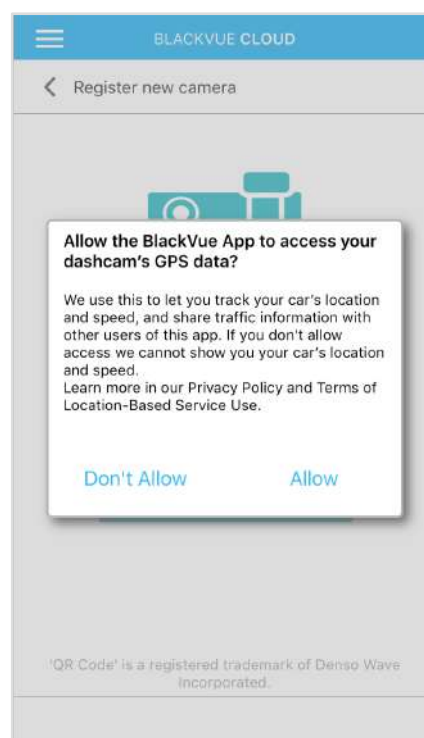 BLACKVUE CLOUD
Register new camera
Allow the BlackVue App to access your
dashcam's GPS data?
We use this to let you track your car's location
and speed, and share traffic information with
other users of this app. If you don't allow
access we cannot show you your car's location
and speed.
Learn more in our Privacy Policy and Terms of
Location-Based Service Use.
Don't Allow Allow
'QR Code' is a registered trademark of Denso Wave
Incorporated.